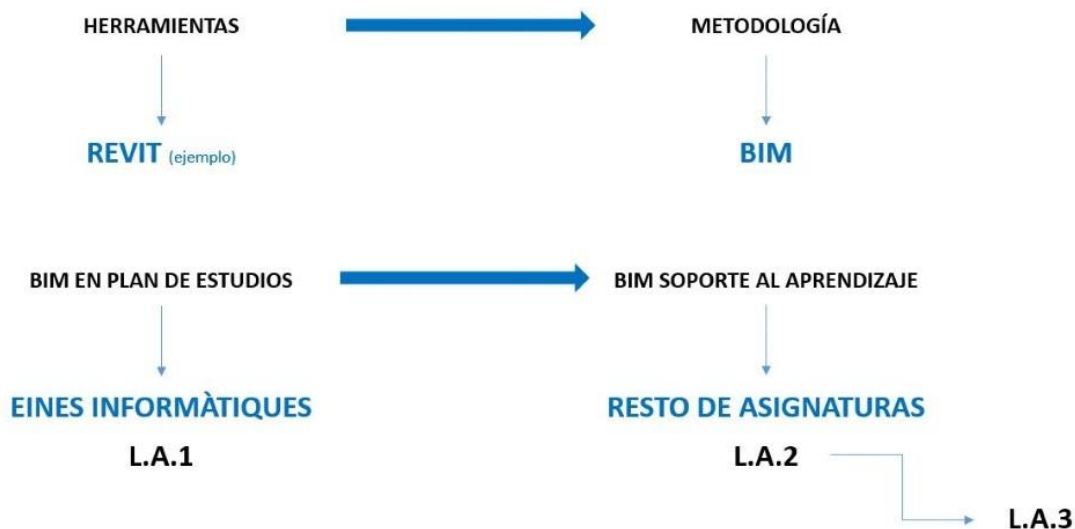 HERRAMIENTAS
METODOLOGÍA
REVIT (ejemplo)
BIM
BIM EN PLAN DE ESTUDIOS
BIM SOPORTE AL APRENDIZAJE
EINES INFORMÀTIQUES
RESTO DE ASIGNATURAS
L.A.1
L.A.2
L.A.3